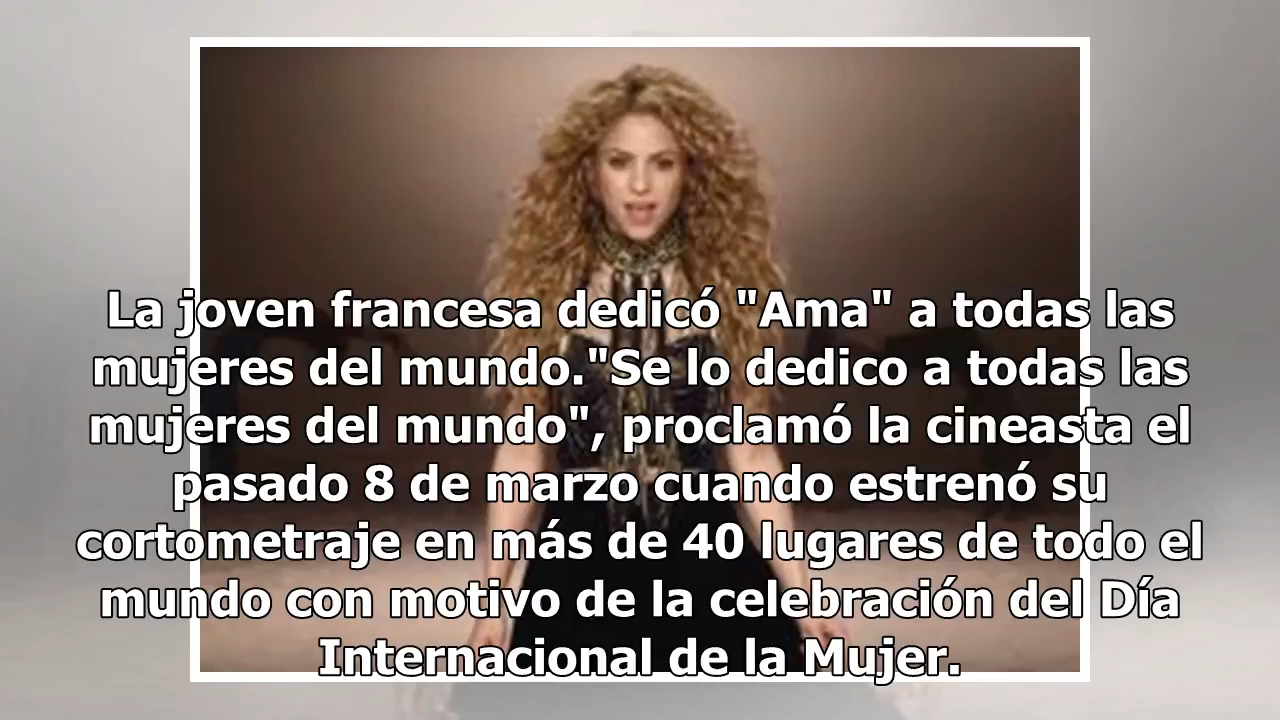 La joven francesa dedicó "Ama" a todas las
mujeres del mundo."Se lo dedico a todas las
mujeres del mundo", proclamó la cineasta el
pasado 8 de marzo cuando estrenó su
cortometraje en más de 40 lugares de todo el
mundo con motivo de la celebración del Día
Internacional de la Mujer.